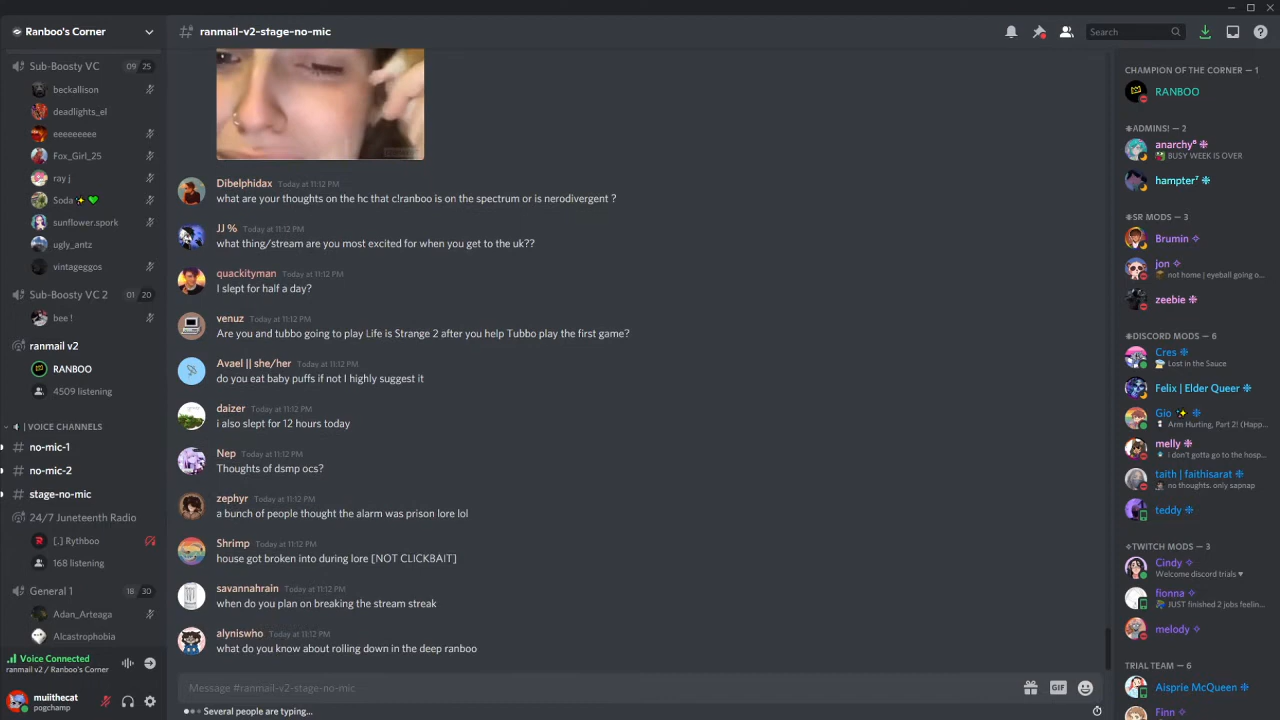 Ranboo's Corner
Sub-Boosty VC 09 25
beckallison
deadlights_el
eeeeeeeee
Fox_Girl_25
ray j
Soda ✨ 💚
sunflower.spork
ugly_antz
vintageggos
Sub-Boosty VC 2 01 20
bee !
ranmail v2
RANBOO
4509 listening
| VOICE CHANNELS
no-mic-1
no-mic-2
stage-no-mic
24/7 Juneteenth Radio
[.] Rythboo
168 listening
General 1 18 30
Adan_Arteaga
Alcastrophobia
Voice Connected
ranmail v2 / Ranboo's Corner
muiithecat
pogchamp
ranmail-v2-stage-no-mic
Search
Dibelphidax Today at 11:12 PM
what are your thoughts on the hc that c!ranboo is on the spectrum or is nerodivergent ?
JJ % Today at 11:12 PM
what thing/stream are you most excited for when you get to the uk??
quackityman Today at 11:12 PM
I slept for half a day?
venuz Today at 11:12 PM
Are you and tubbo going to play Life is Strange 2 after you help Tubbo play the first game?
Avael || she/her Today at 11:12 PM
do you eat baby puffs if not I highly suggest it
daizer Today at 11:12 PM
i also slept for 12 hours today
Nep Today at 11:12 PM
Thoughts of dsmp ocs?
zephyr Today at 11:12 PM
a bunch of people thought the alarm was prison lore lol
Shrimp Today at 11:12 PM
house got broken into during lore [NOT CLICKBAIT]
savannahrain Today at 11:12 PM
when do you plan on breaking the stream streak
alyniswho Today at 11:12 PM
what do you know about rolling down in the deep ranboo
Message #ranmail-v2-stage-no-mic
GIF
Several people are typing...
CHAMPION OF THE CORNER — 1
RANBOO
❉ADMINS! — 2
anarchy⁰ ❉
BUSY WEEK IS OVER
hampter⁷ ❉
❉SR MODS — 3
Brumin ✧
jon ✧
not home | eyeball going o...
zeebie ❉
❉DISCORD MODS — 6
Cres ❉
Lost in the Sauce
Felix | Elder Queer ❉
Gio ✨ ❉
Arm Hurting, Part 2! (Happ...
melly ❉
I don't gotta go to the hosp...
taith | faithisarat ❉
no thoughts. only sapnap
teddy ❉
✧TWITCH MODS — 3
Cindy ✧
Welcome discord trials ♥
fionna ✧
JUST finished 2 jobs feelin...
melody ✧
TRIAL TEAM — 6
Alsprie McQueen ❉
Finn ✧